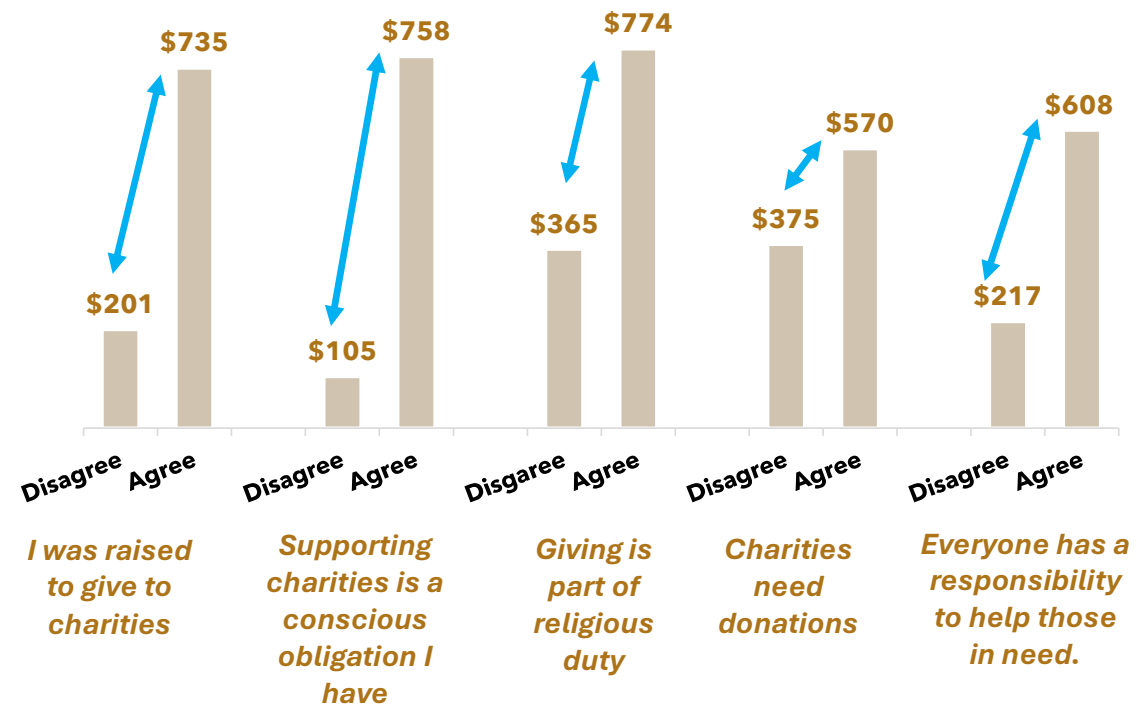 $735
$201
$758
$105
$774
$365
$570
$375
$608
$217
Disagree
Agree
Disagree
Agree
Disgaree
Agree
Disagree
Agree
Disagree
Agree
I was raised
to give to
charities
Supporting
charities is a
conscious
obligation I
have
Giving is
part of
religious
duty
Charities
need
donations
Everyone has a
responsibility
to help those
in need.